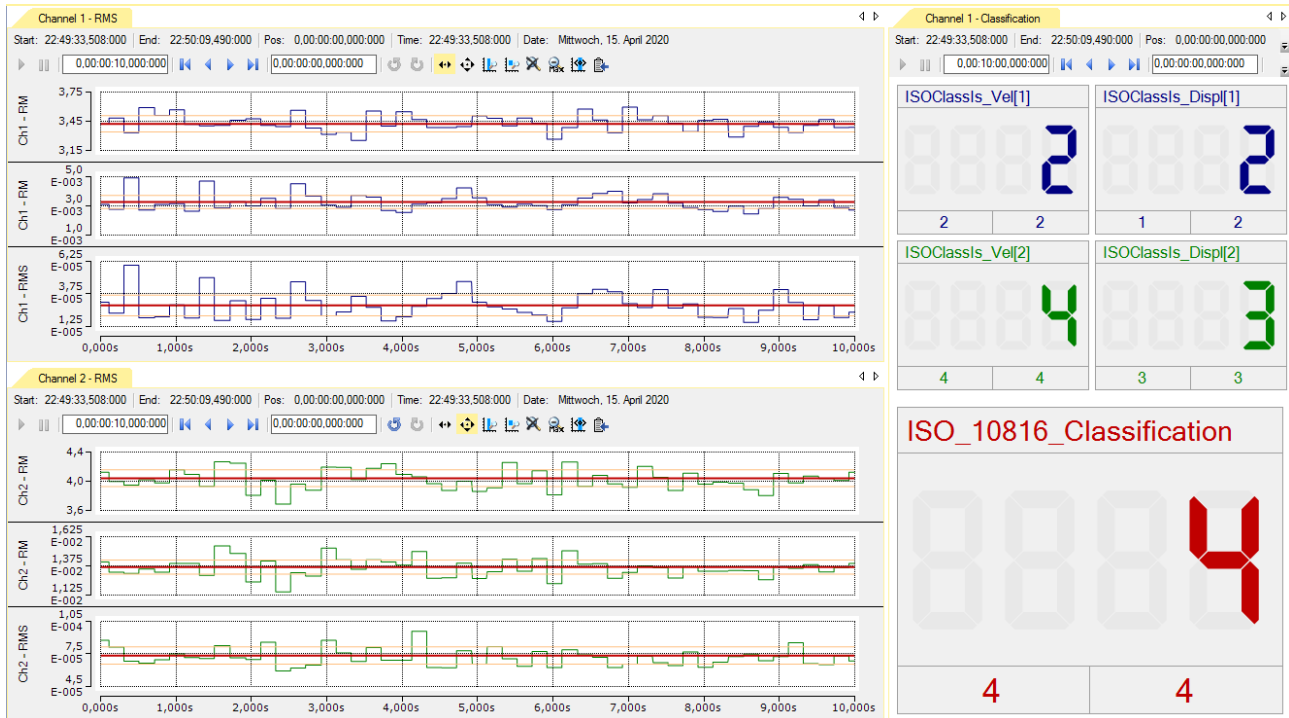 Channel 1 - RMS
Start: 22:49:33,508:000 End: 22:50:09,490:000 Pos: 0,00:00:00,000:000 Time: 22:49:33,508:000 Date: Mittwoch, 15. April 2020
0,00:00:10,000:000 0,00:00:00,000:000
Ch1 - RM
3,75
3,45
3,15
Ch1 - RM
5,0
E-003
3,0
E-003
1,0
E-003
Ch1 - RMS
6,25
E-005
3,75
E-005
1,25
E-005
0,000s 1,000s 2,000s 3,000s 4,000s 5,000s 6,000s 7,000s 8,000s 9,000s 10,000s
Channel 2 - RMS
Start: 22:49:33,508:000 End: 22:50:09,490:000 Pos: 0,00:00:00,000:000 Time: 22:49:33,508:000 Date: Mittwoch, 15. April 2020
0,00:00:10,000:000 0,00:00:00,000:000
Ch2 - RM
4,4
4,0
3,6
Ch2 - RM
1,625
E-002
1,375
E-002
1,125
E-002
Ch2 - RMS
1,05
E-004
7,5
E-005
4,5
E-005
0,000s 1,000s 2,000s 3,000s 4,000s 5,000s 6,000s 7,000s 8,000s 9,000s 10,000s
Channel 1 - Classification
Start: 22:49:33,508:000 End: 22:50:09,490:000 Pos: 0,00:00:00,000:000
0,00:10:00,000:000 0,00:00:00,000:000
ISOClassIs_Vel[1] ISOClassIs_Displ[1]
2 2
2 2 1 2
ISOClassIs_Vel[2] ISOClassIs_Displ[2]
4 3
4 4 3 3
ISO_10816_Classification
4
4 4